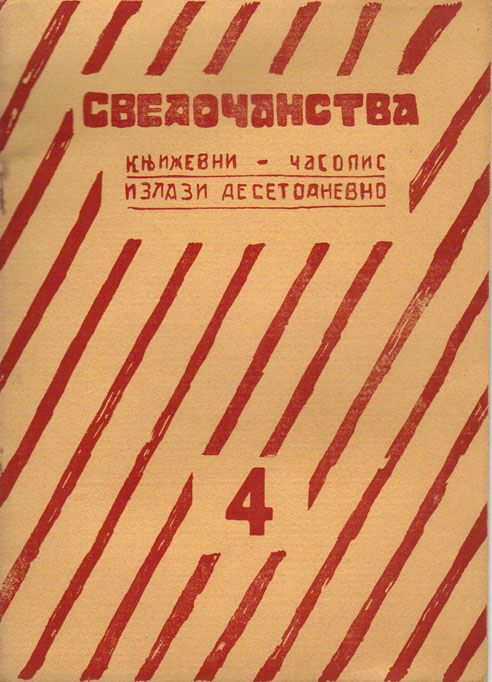 СВЕДОЧАНСТВА
КЊИЖЕВНИ - ЧАСОПИС
ИЗЛАЗИ ДЕСЕТОДНЕВНО
4